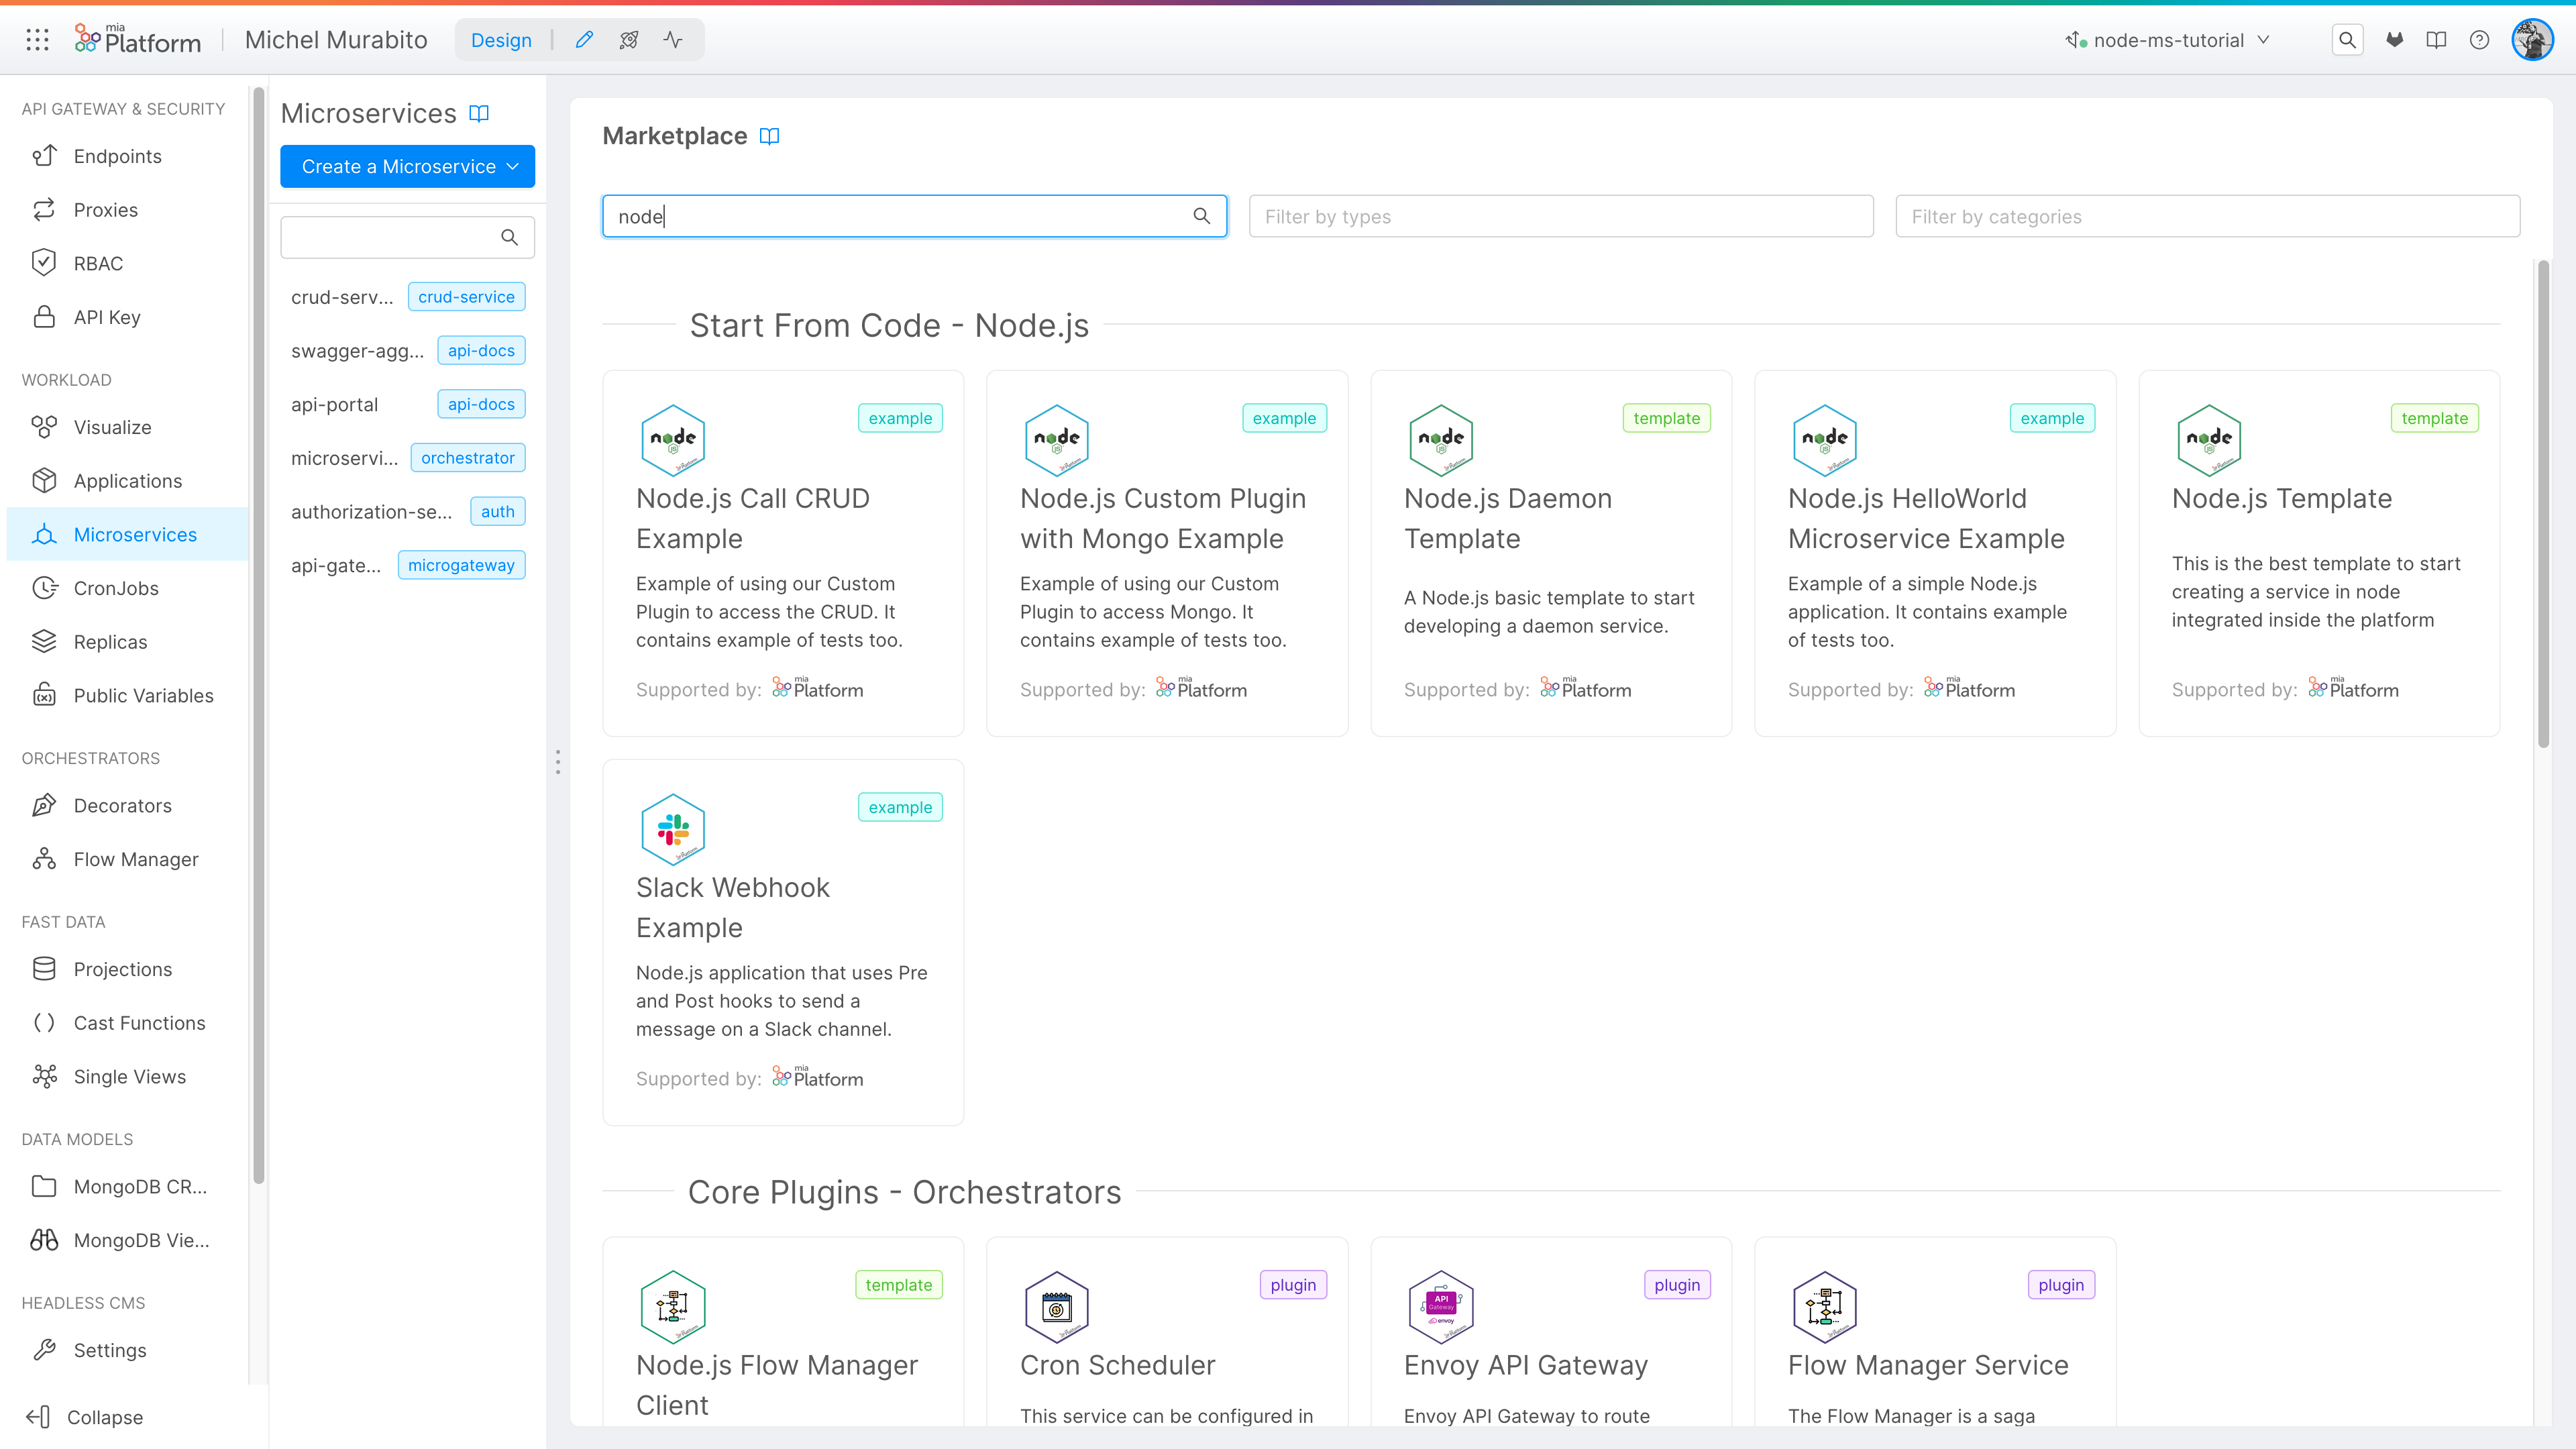 mia
Platform
Michel Murabito
Design
node-ms-tutorial
API GATEWAY & SECURITY
Endpoints
Proxies
RBAC
API Key
WORKLOAD
Visualize
Applications
Microservices
CronJobs
Replicas
Public Variables
ORCHESTRATORS
Decorators
Flow Manager
FAST DATA
Projections
Cast Functions
Single Views
DATA MODELS
MongoDB CR...
MongoDB Vie...
HEADLESS CMS
Settings
Collapse
Microservices
Create a Microservice
crud-serv... crud-service
swagger-agg... api-docs
api-portal api-docs
microservi... orchestrator
authorization-se... auth
api-gate... microgateway
Marketplace
node
Filter by types
Filter by categories
Start From Code - Node.js
node
example
Node.js Call CRUD
Example
Example of using our Custom
Plugin to access the CRUD. It
contains example of tests too.
Supported by: mia Platform
node
example
Node.js Custom Plugin
with Mongo Example
Example of using our Custom
Plugin to access Mongo. It
contains example of tests too.
Supported by: mia Platform
node
template
Node.js Daemon
Template
A Node.js basic template to start
developing a daemon service.
Supported by: mia Platform
node
example
Node.js HelloWorld
Microservice Example
Example of a simple Node.js
application. It contains example
of tests too.
Supported by: mia Platform
node
template
Node.js Template
This is the best template to start
creating a service in node
integrated inside the platform
Supported by: mia Platform
example
Slack Webhook
Example
Node.js application that uses Pre
and Post hooks to send a
message on a Slack channel.
Supported by: mia Platform
Core Plugins - Orchestrators
template
Node.js Flow Manager
Client
plugin
Cron Scheduler
This service can be configured in
API
Gateway
envoy
plugin
Envoy API Gateway
Envoy API Gateway to route
plugin
Flow Manager Service
The Flow Manager is a saga